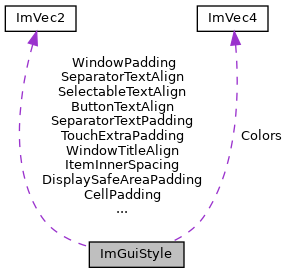 ImVec2
ImVec4
WindowPadding
SeparatorTextAlign
SelectableTextAlign
ButtonTextAlign
SeparatorTextPadding
TouchExtraPadding
WindowTitleAlign
ItemInnerSpacing
DisplaySafeAreaPadding
CellPadding
...
Colors
ImGuiStyle